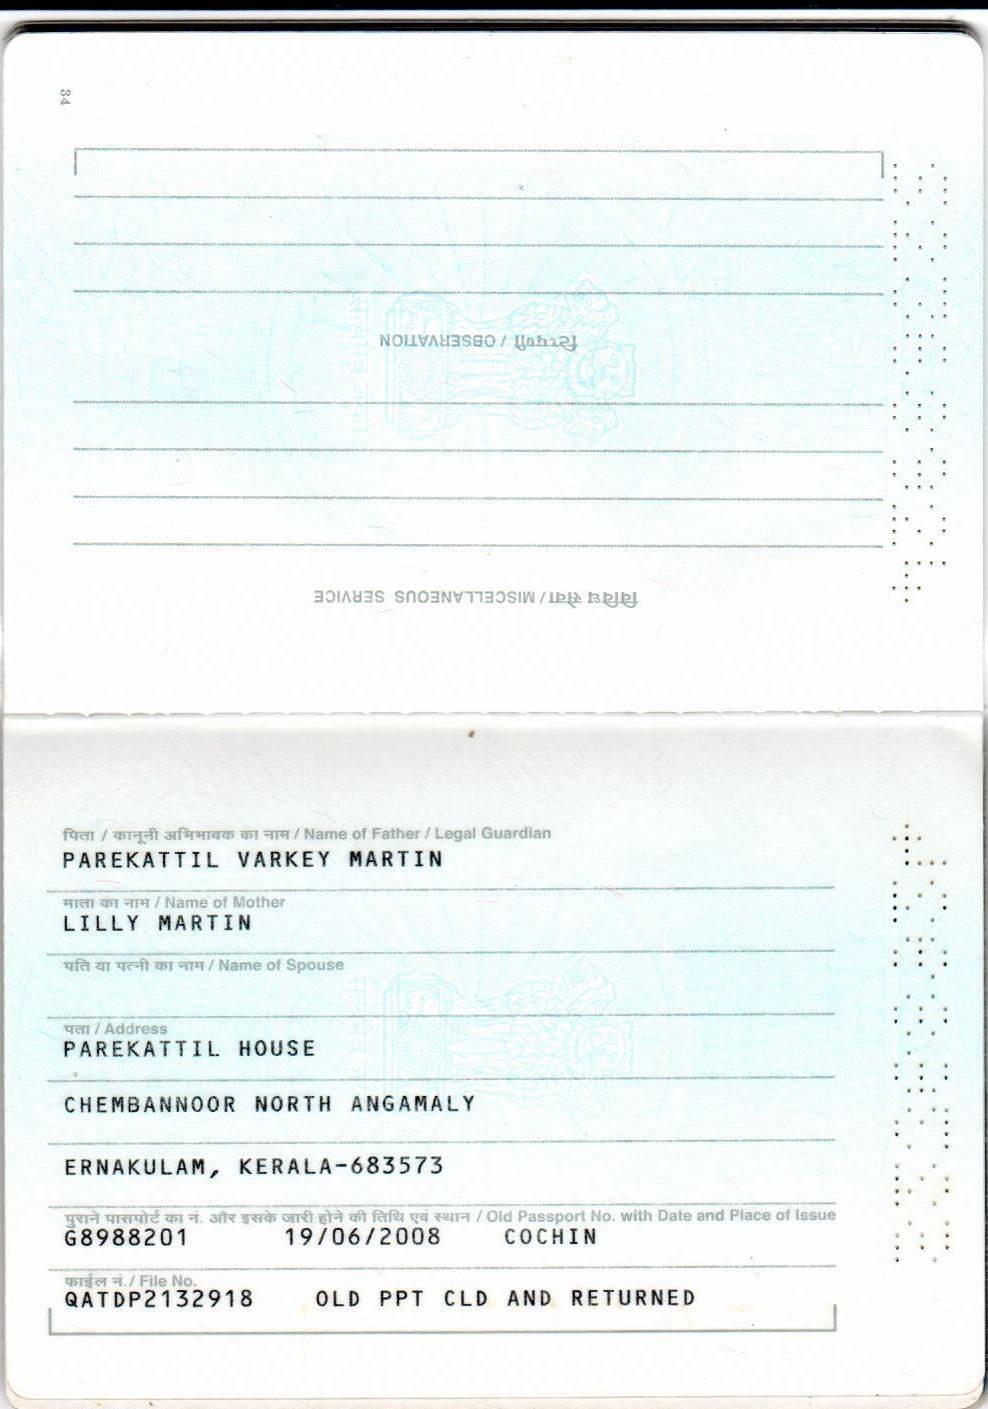 34
टिप्पणी / OBSERVATION
विविध सेवा / MISCELLANEOUS SERVICE
पिता / कानूनी अभिभावक का नाम / Name of Father / Legal Guardian
PAREKATTIL VARKEY MARTIN
माता का नाम / Name of Mother
LILLY MARTIN
पति या पत्नी का नाम / Name of Spouse
पता / Address
PAREKATTIL HOUSE
CHEMBANNOOR NORTH ANGAMALY
ERNAKULAM, KERALA-683573
पुराने पासपोर्ट का नं. और इसके जारी होने की तिथि एवं स्थान / Old Passport No. with Date and Place of Issue
G8988201 19/06/2008 COCHIN
फाईल नं./ File No.
QATDP2132918 OLD PPT CLD AND RETURNED